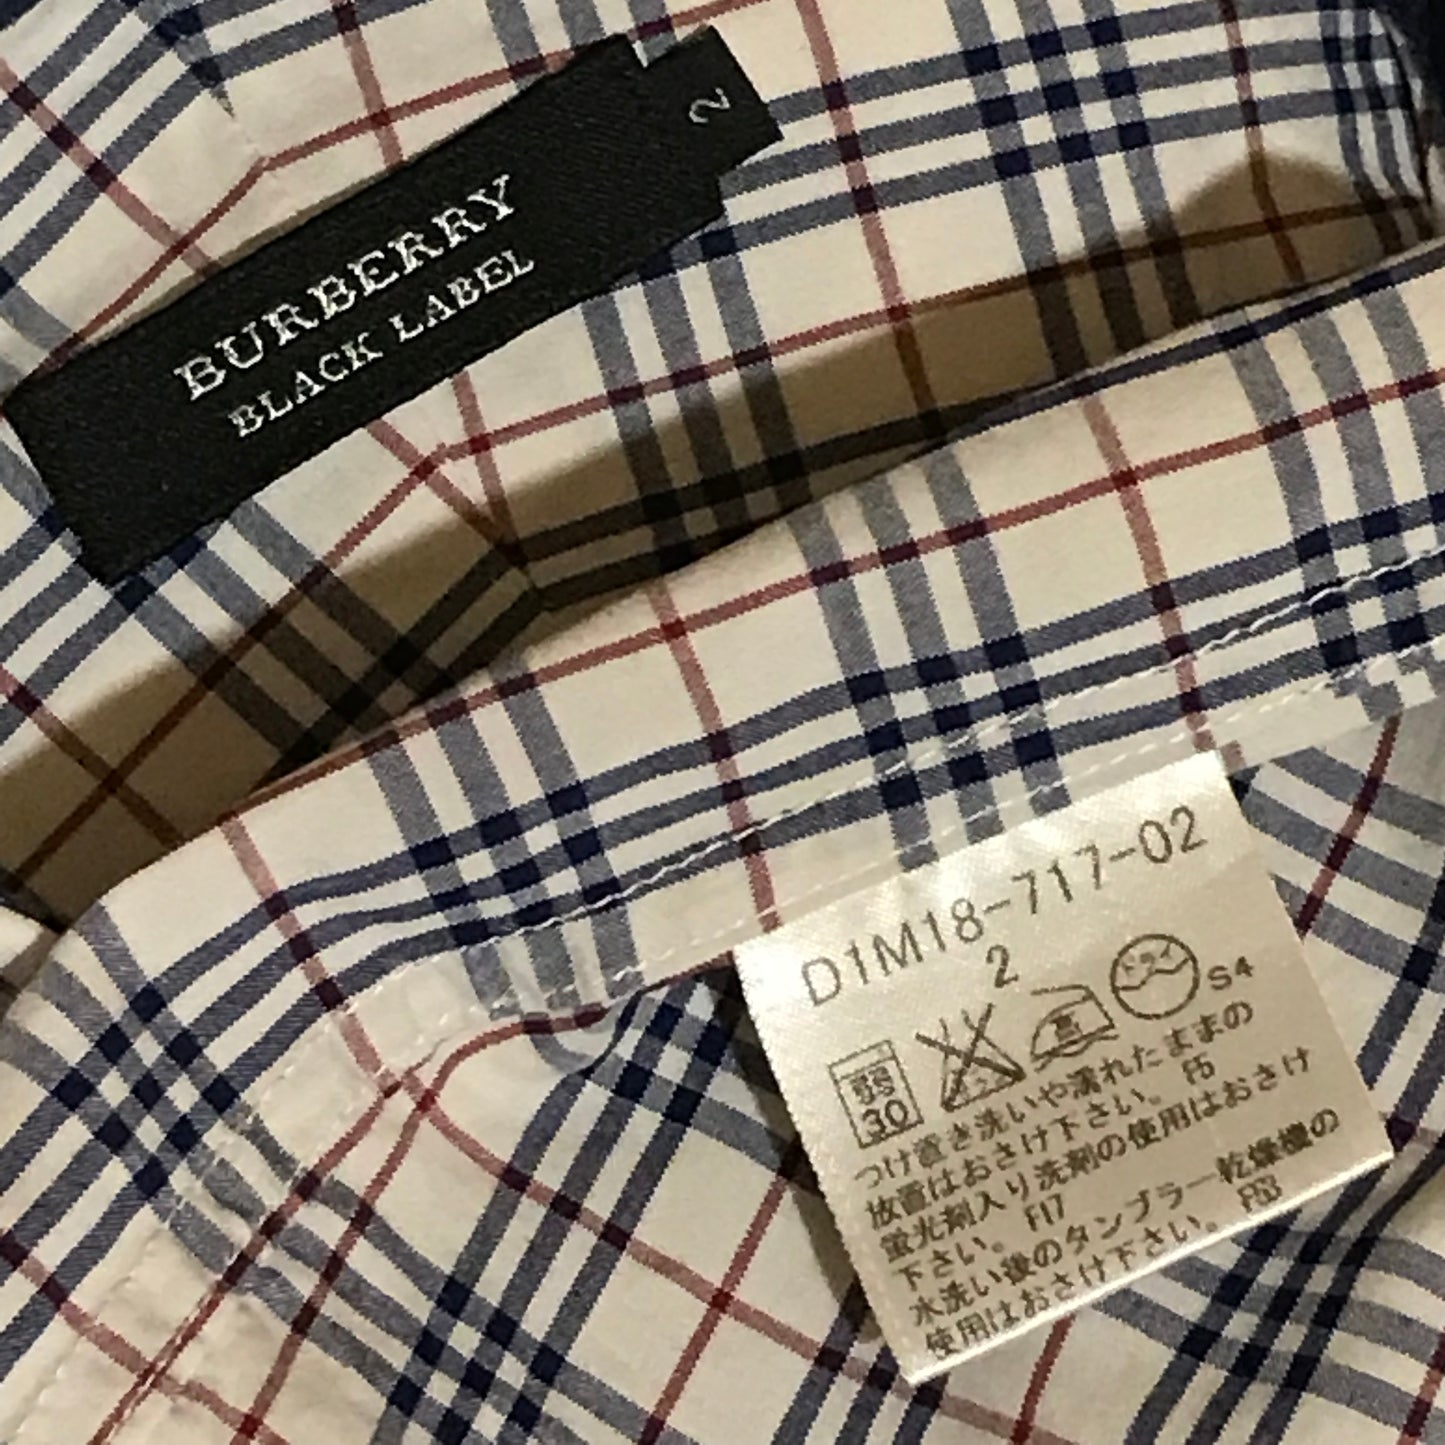 BURBERRY
BLACK LABEL
2
D1M18-717-02
2
弱
30
エンソ
高
ドライ
S4
つけ置き洗いや濡れたままの
放置はおさけ下さい。 F5
蛍光剤入り洗剤の使用はおさけ
下さい。 F17
水洗い後のタンブラー乾燥機の
使用はおさけ下さい。 F63